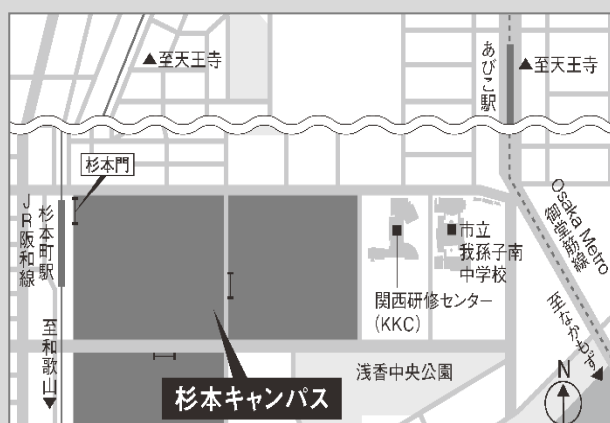 ▲至天王寺
あびこ駅
▲至天王寺
杉本門
JR阪和線
杉本町駅
至和歌山▼
Osaka Metro
御堂筋線
至なかもず▼
■市立
我孫子南
中学校
関西研修センター
(KKC)
浅香中央公園
杉本キャンパス
N